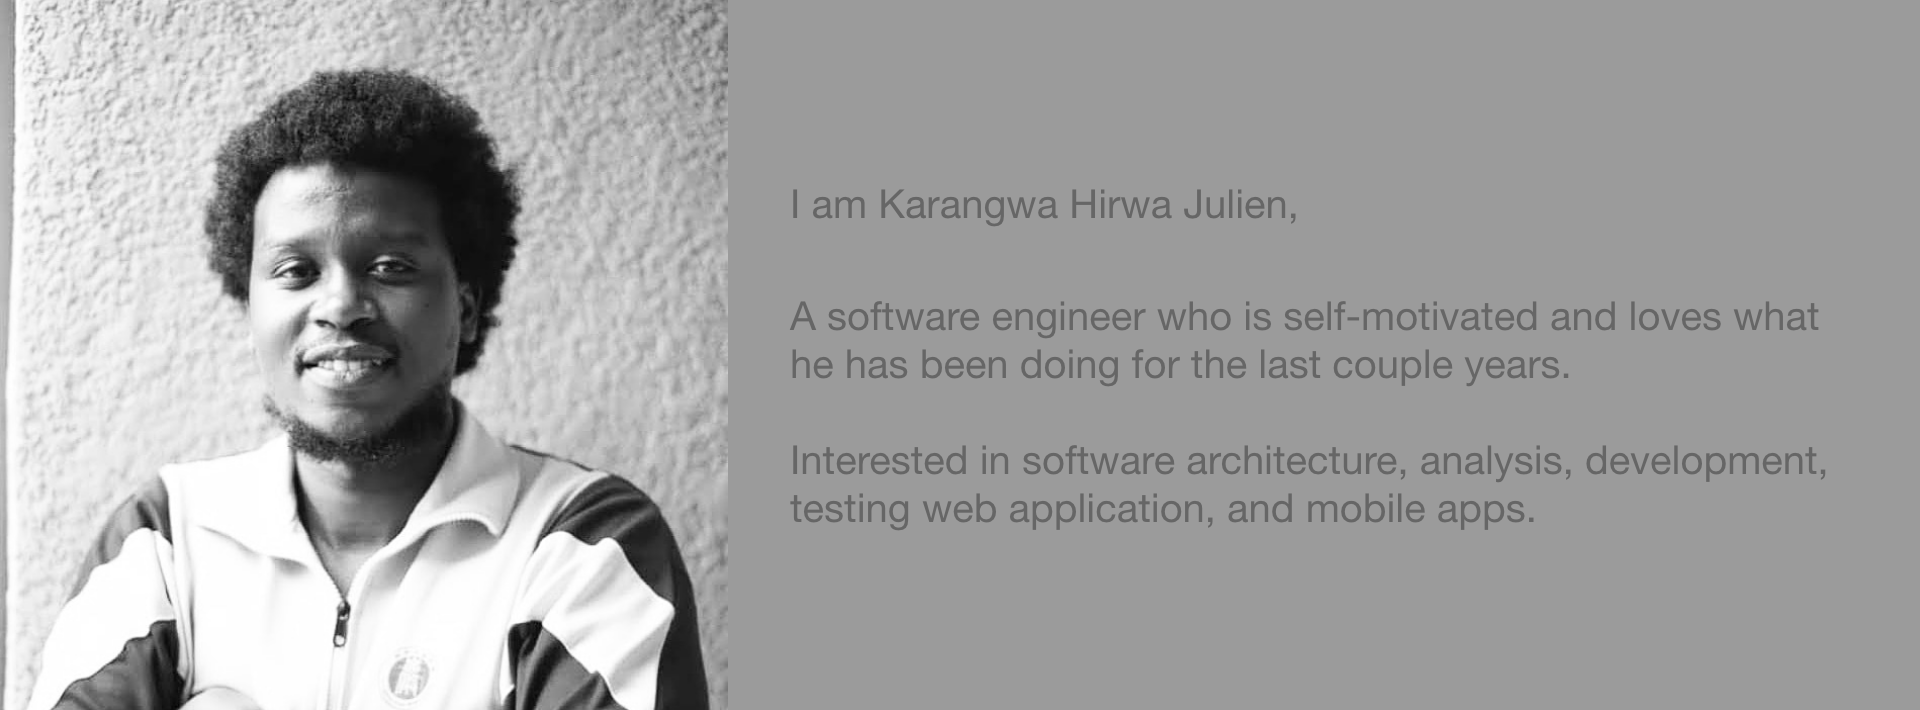 I am Karangwa Hirwa Julien,
A software engineer who is self-motivated and loves what
he has been doing for the last couple years.
Interested in software architecture, analysis, development,
testing web application, and mobile apps.